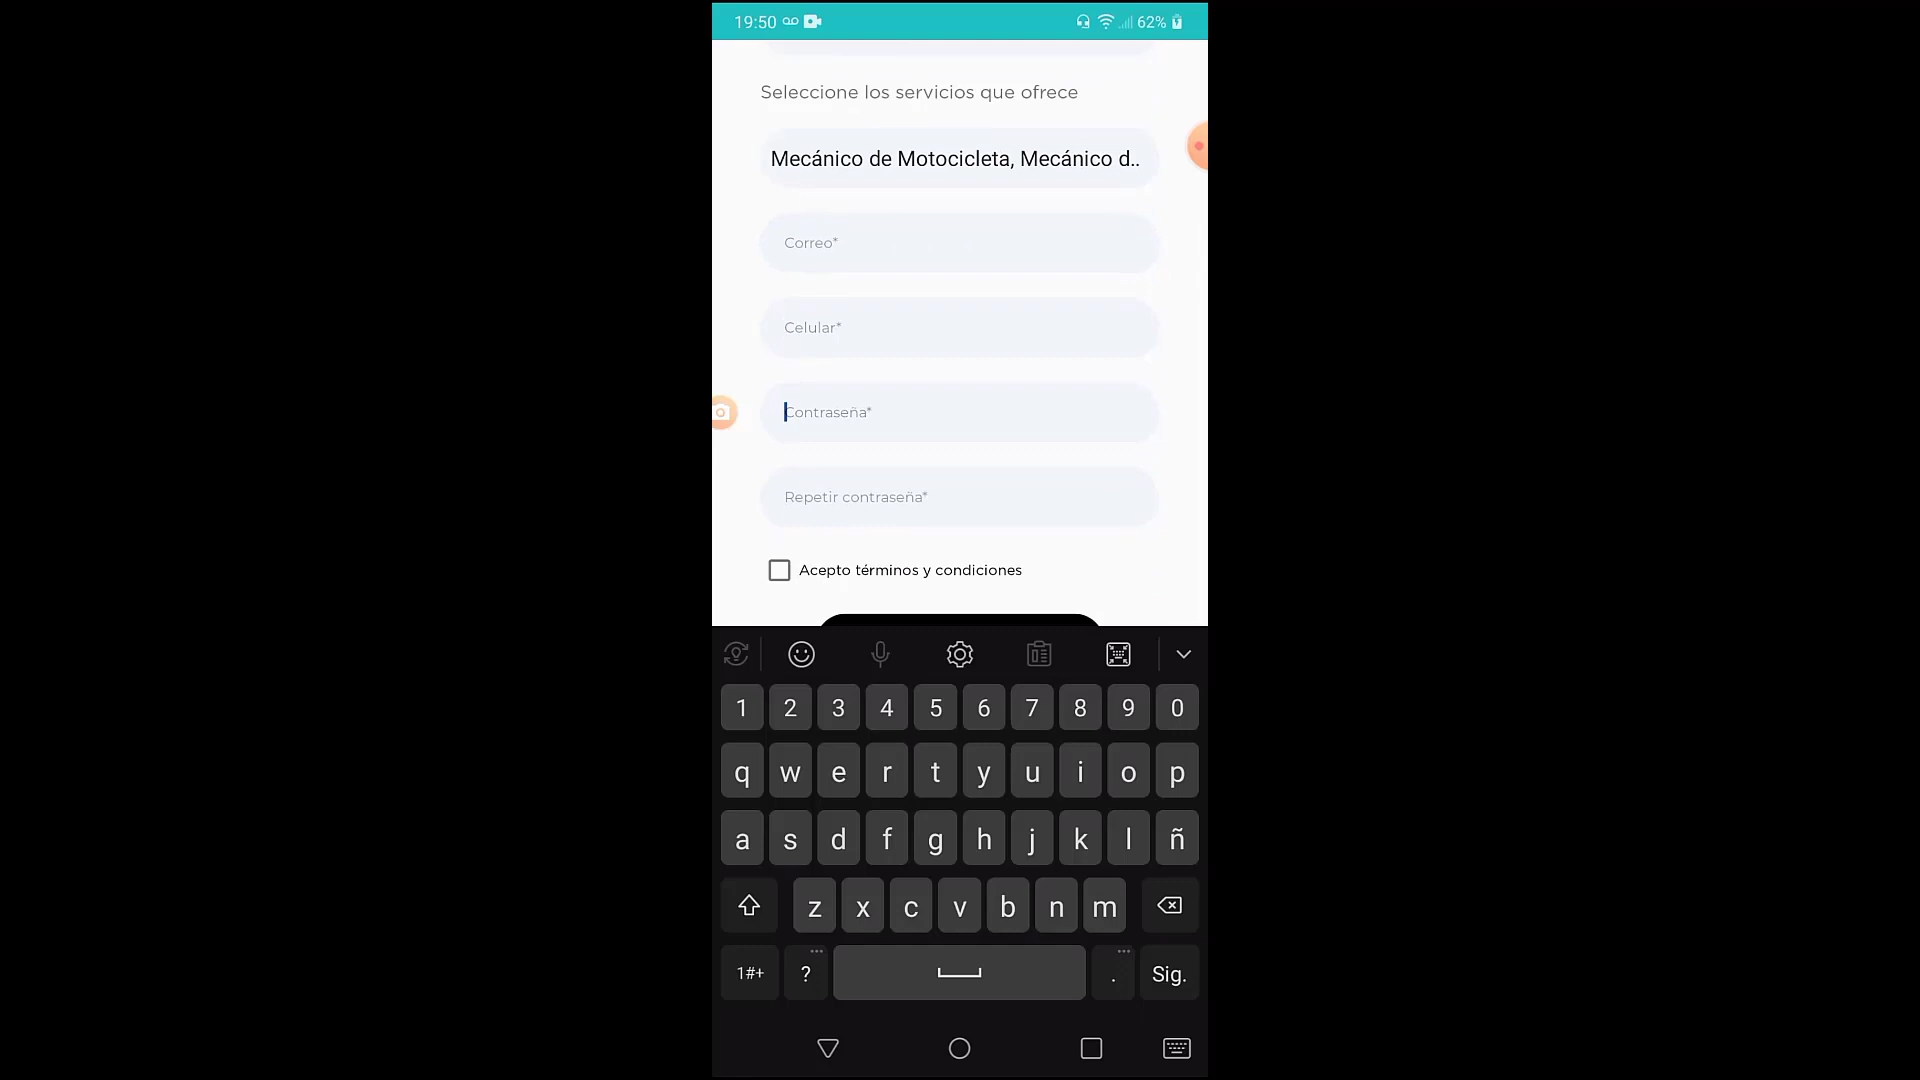 19:50 62%
Seleccione los servicios que ofrece
Mecánico de Motocicleta, Mecánico d..
Correo*
Celular*
Contraseña*
Repetir contraseña*
Acepto términos y condiciones
1 2 3 4 5 6 7 8 9 0
q w e r t y u i o p
a s d f g h j k l ñ
z x c v b n m
1#+ ? . Sig.